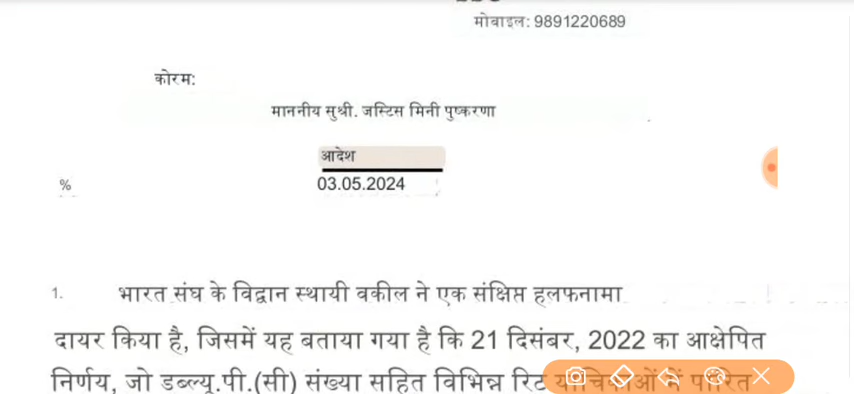 मोबाइल: 9891220689
कोरम:
माननीय सुश्री. जस्टिस मिनी पुष्करणा
आदेश
% 03.05.2024
1. भारत संघ के विद्वान स्थायी वकील ने एक संक्षिप्त हलफनामा
दायर किया है, जिसमें यह बताया गया है कि 21 दिसंबर, 2022 का आक्षेपित
निर्णय, जो डब्ल्यू.पी.(सी) संख्या सहित विभिन्न रिट याचिकाओं में पारित